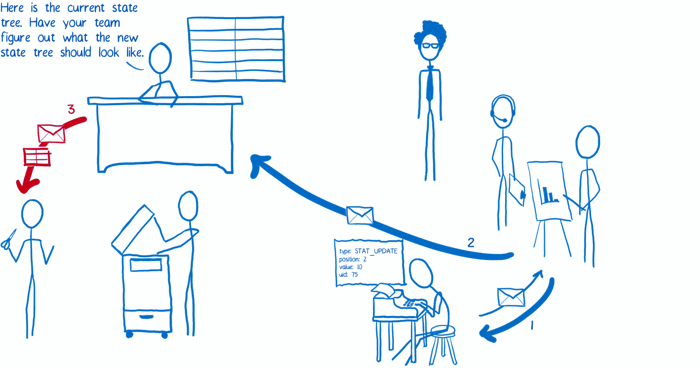 Here is the current state
tree. Have your team
figure out what the new
state tree should look like.
3
2
type: STAT_UPDATE
position: 2
value: 10
uid: 75
1